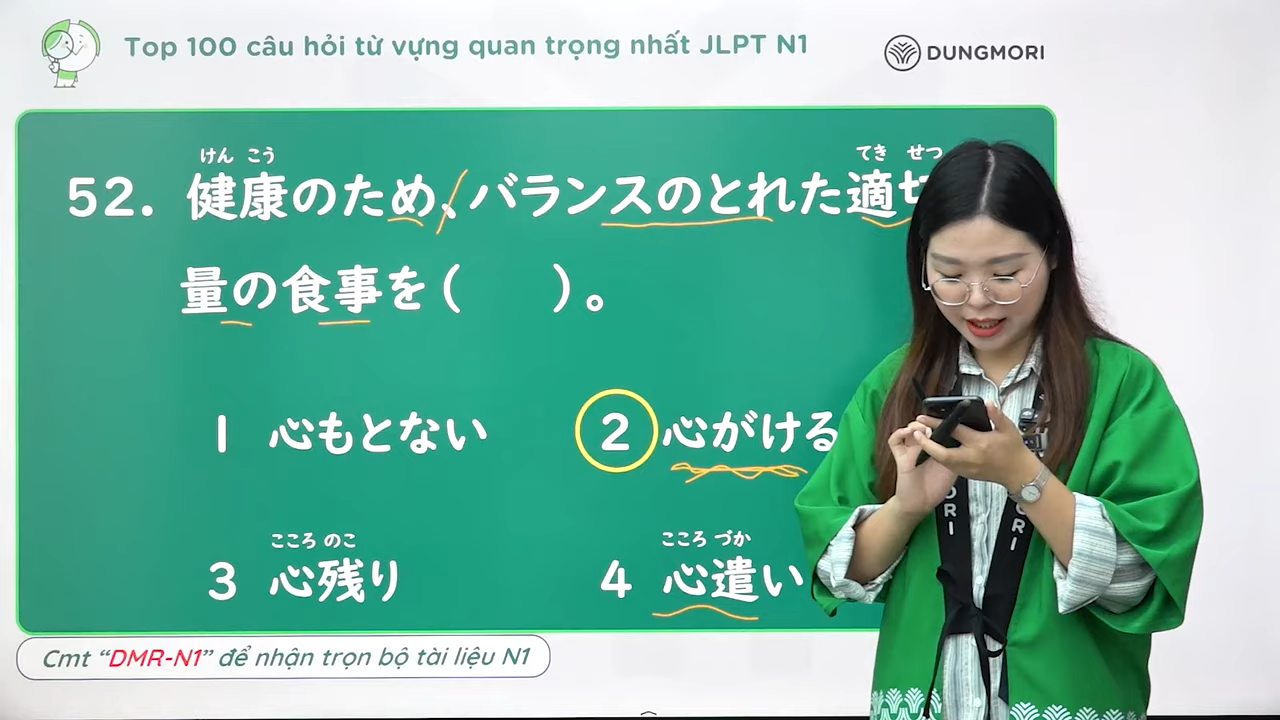 Top 100 câu hỏi từ vựng quan trọng nhất JLPT N1
DUNGMORI
けん こう てき せつ
52. 健康のため、バランスのとれた適切
量の食事を( )。
1 心もとない ② 心がける
こころ のこ こころ づか
3 心残り 4 心遣い
Cmt “DMR-N1” để nhận trọn bộ tài liệu N1
ORI ORI